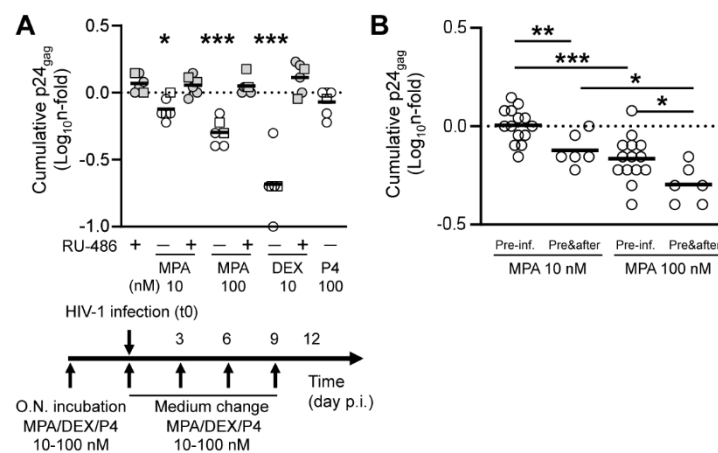 A
* *** ***
Cumulative p24gag
(Log10n-fold)
0.5
0.0
-0.5
-1.0
RU-486 + — + — + — + —
MPA MPA DEX P4
(nM) 10 100 10 100
HIV-1 infection (t0)
3 6 9 12
Time
(day p.i.)
O.N. incubation
MPA/DEX/P4
10-100 nM
Medium change
MPA/DEX/P4
10-100 nM
B
**
***
*
*
Cumulative p24gag
(Log10n-fold)
0.5
0.0
-0.5
Pre-inf. Pre&after Pre-inf. Pre&after
MPA 10 nM MPA 100 nM